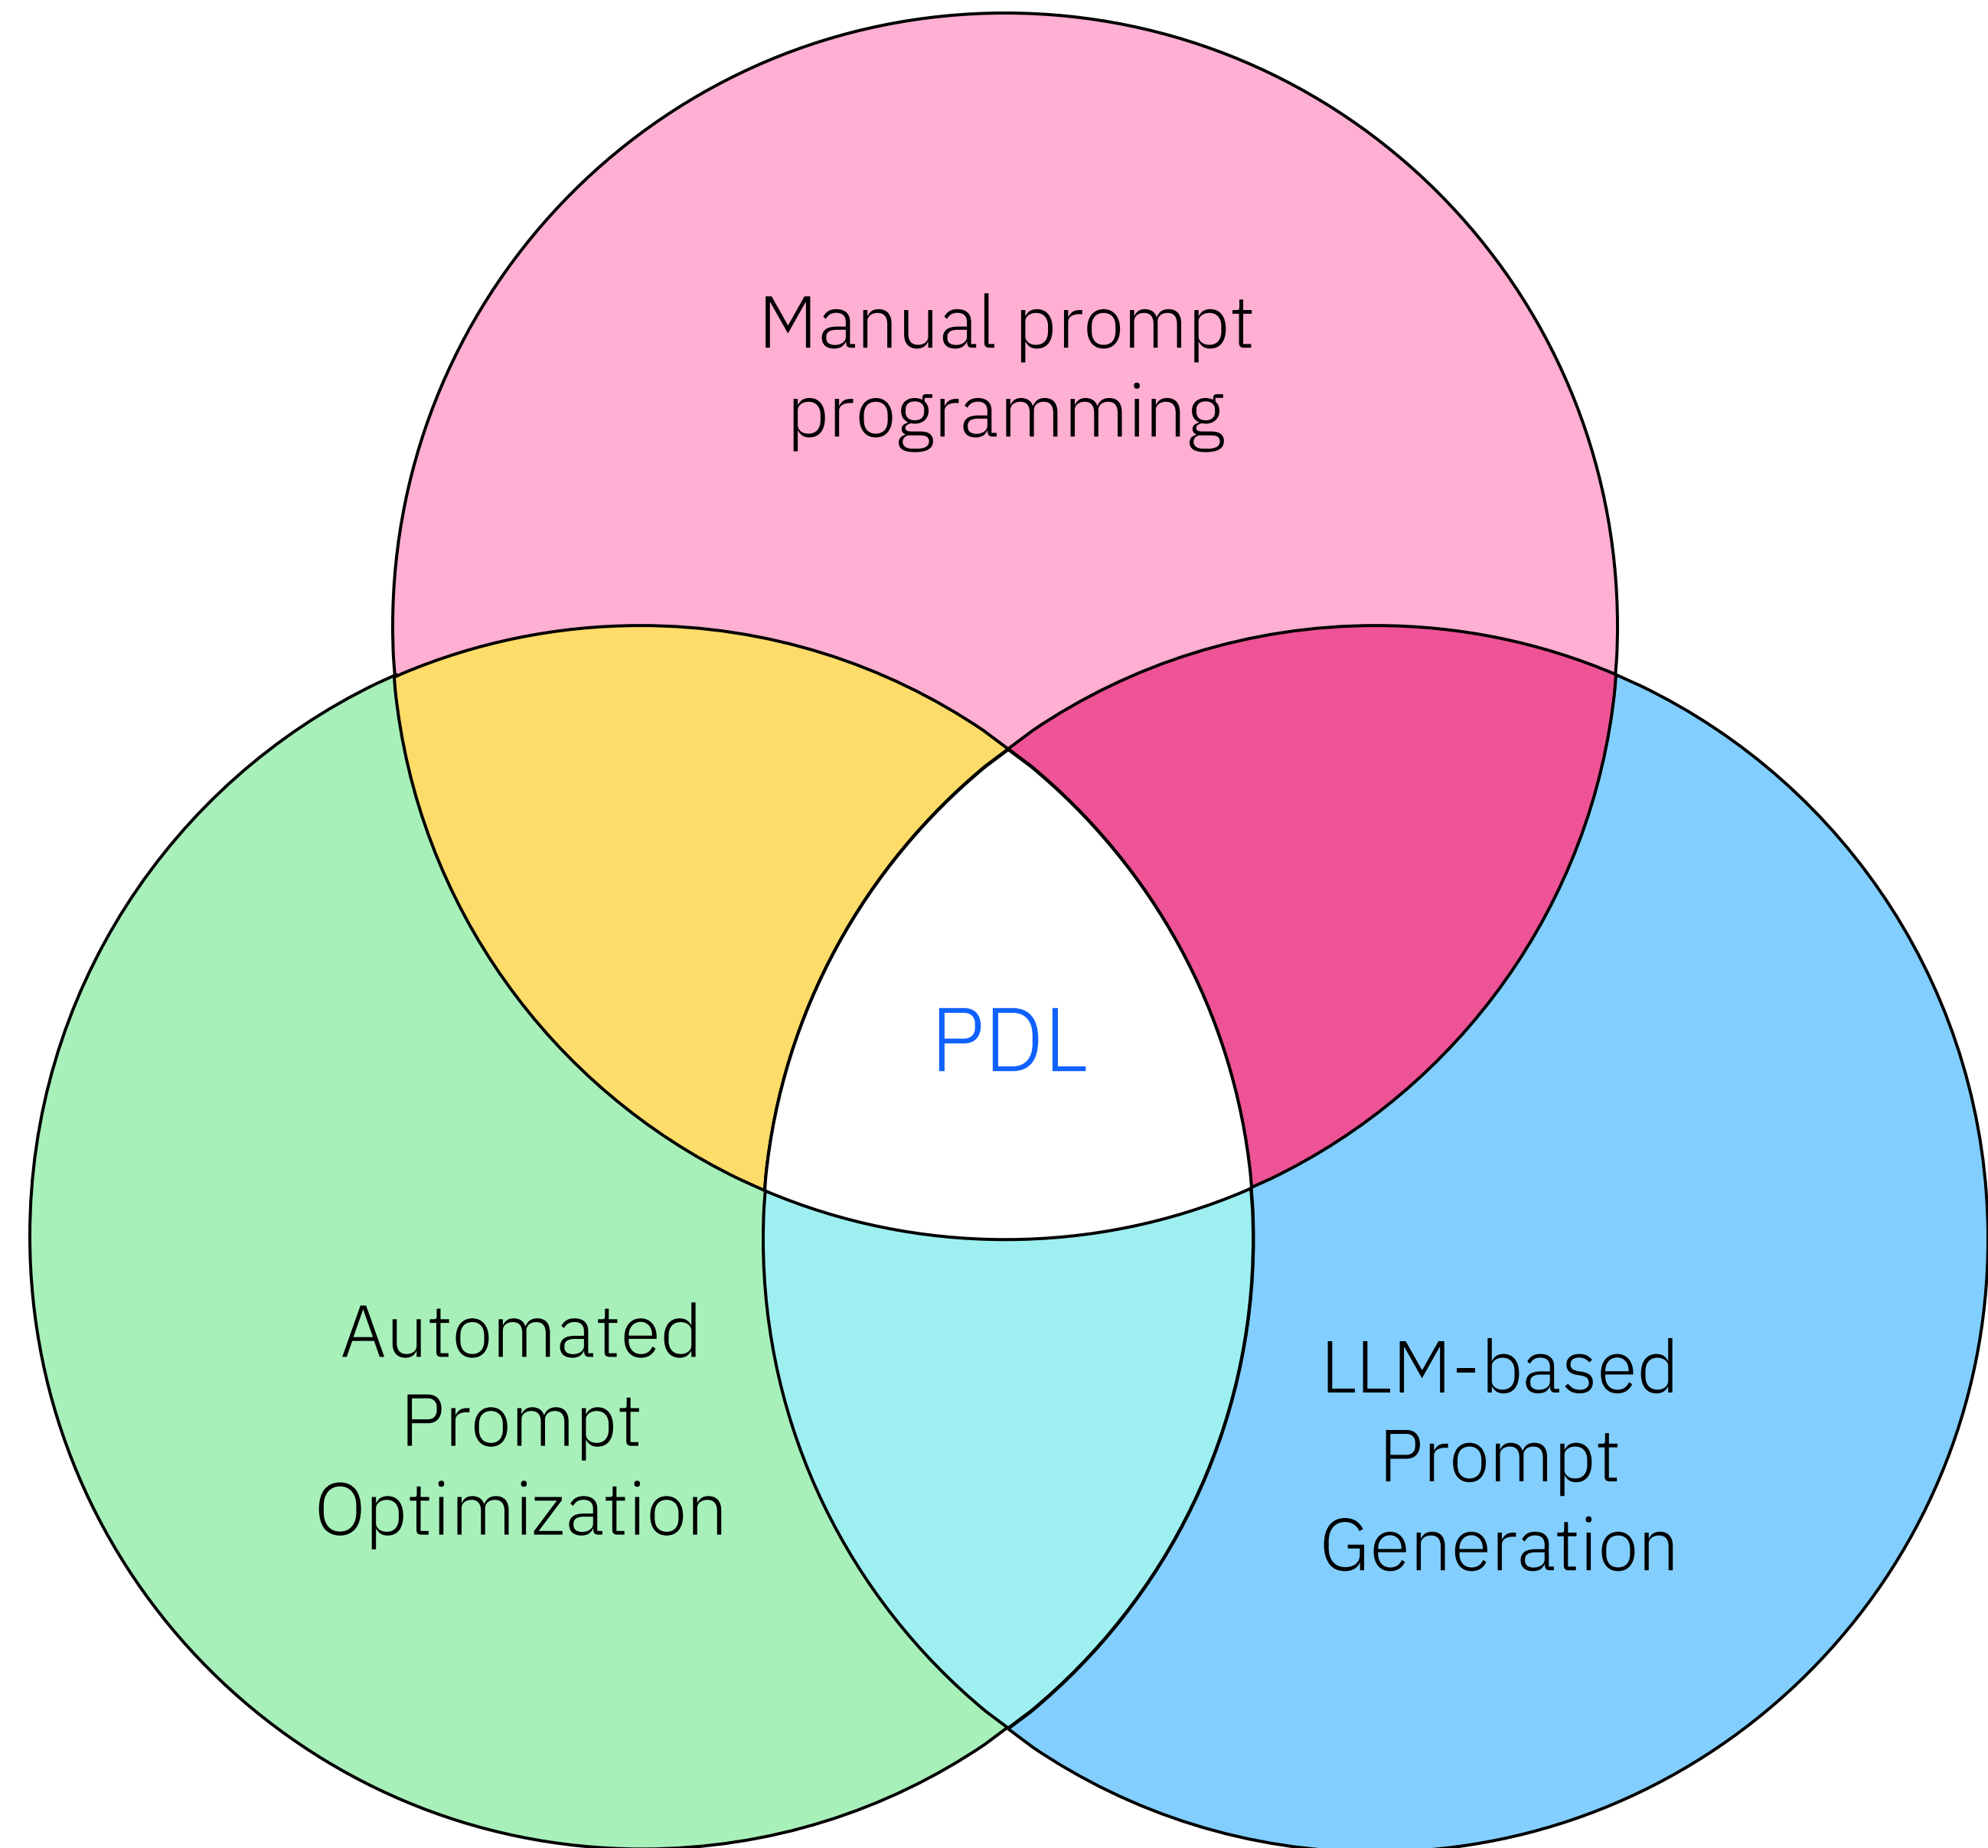 Manual prompt
programming
PDL
Automated
Prompt
Optimization
LLM-based
Prompt
Generation